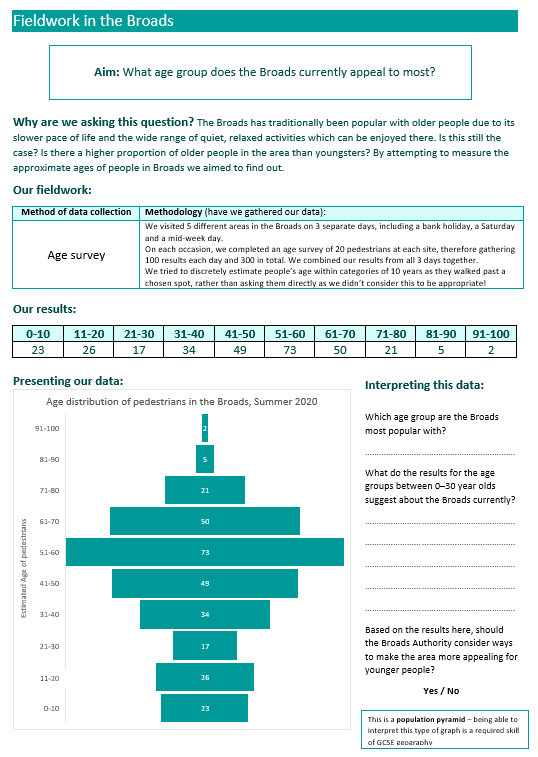 Fieldwork in the Broads
Aim: What age group does the Broads currently appeal to most?
Why are we asking this question? The Broads has traditionally been popular with older people due to its
slower pace of life and the wide range of quiet, relaxed activities which can be enjoyed there. Is this still the
case? Is there a higher proportion of older people in the area than youngsters? By attempting to measure the
approximate ages of people in Broads we aimed to find out.
Our fieldwork:
Method of data collection
Methodology (have we gathered our data):
Age survey
We visited 5 different areas in the Broads on 3 separate days, including a bank holiday, a Saturday
and a mid-week day.
On each occasion, we completed an age survey of 20 pedestrians at each site, therefore gathering
100 results each day and 300 in total. We combined our results from all 3 days together.
We tried to discretely estimate people's age within categories of 10 years as they walked past a
chosen spot, rather than asking them directly as we didn't consider this to be appropriate!
Our results:
0-10 11-20 21-30 31-40 41-50 51-60 61-70 71-80 81-90 91-100
23 26 17 34 49 73 50 21 5 2
Presenting our data:
Age distribution of pedestrians in the Broads, Summer 2020
Estimated Age of pedestrians
91-100 2
81-90 5
71-80 21
61-70 50
51-60 73
41-50 49
31-40 34
21-30 17
11-20 26
0-10 23
Interpreting this data:
Which age group are the Broads
most popular with?
What do the results for the age
groups between 0–30 year olds
suggest about the Broads currently?
Based on the results here, should
the Broads Authority consider ways
to make the area more appealing for
younger people?
Yes / No
This is a population pyramid – being able to
interpret this type of graph is a required skill
of GCSE geography